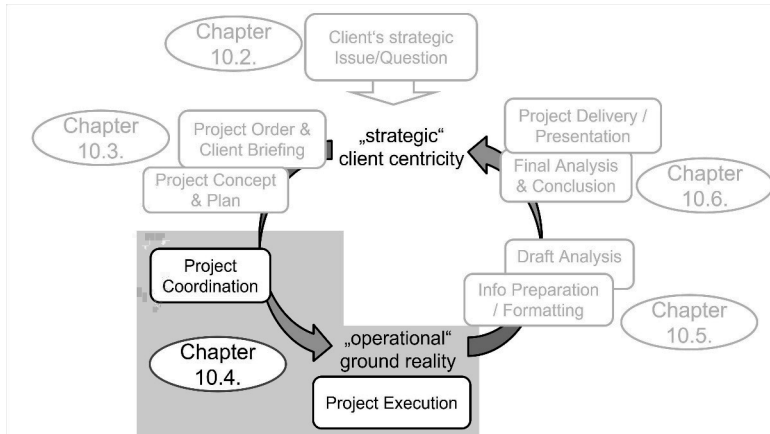 Chapter
10.2.
Client‘s strategic
Issue/Question
Chapter
10.3.
Project Order &
Client Briefing
Project Concept
& Plan
„strategic“
client centricity
Project Delivery /
Presentation
Final Analysis
& Conclusion
Chapter
10.6.
Project
Coordination
Draft Analysis
Info Preparation
/ Formatting
Chapter
10.5.
Chapter
10.4.
„operational“
ground reality
Project Execution